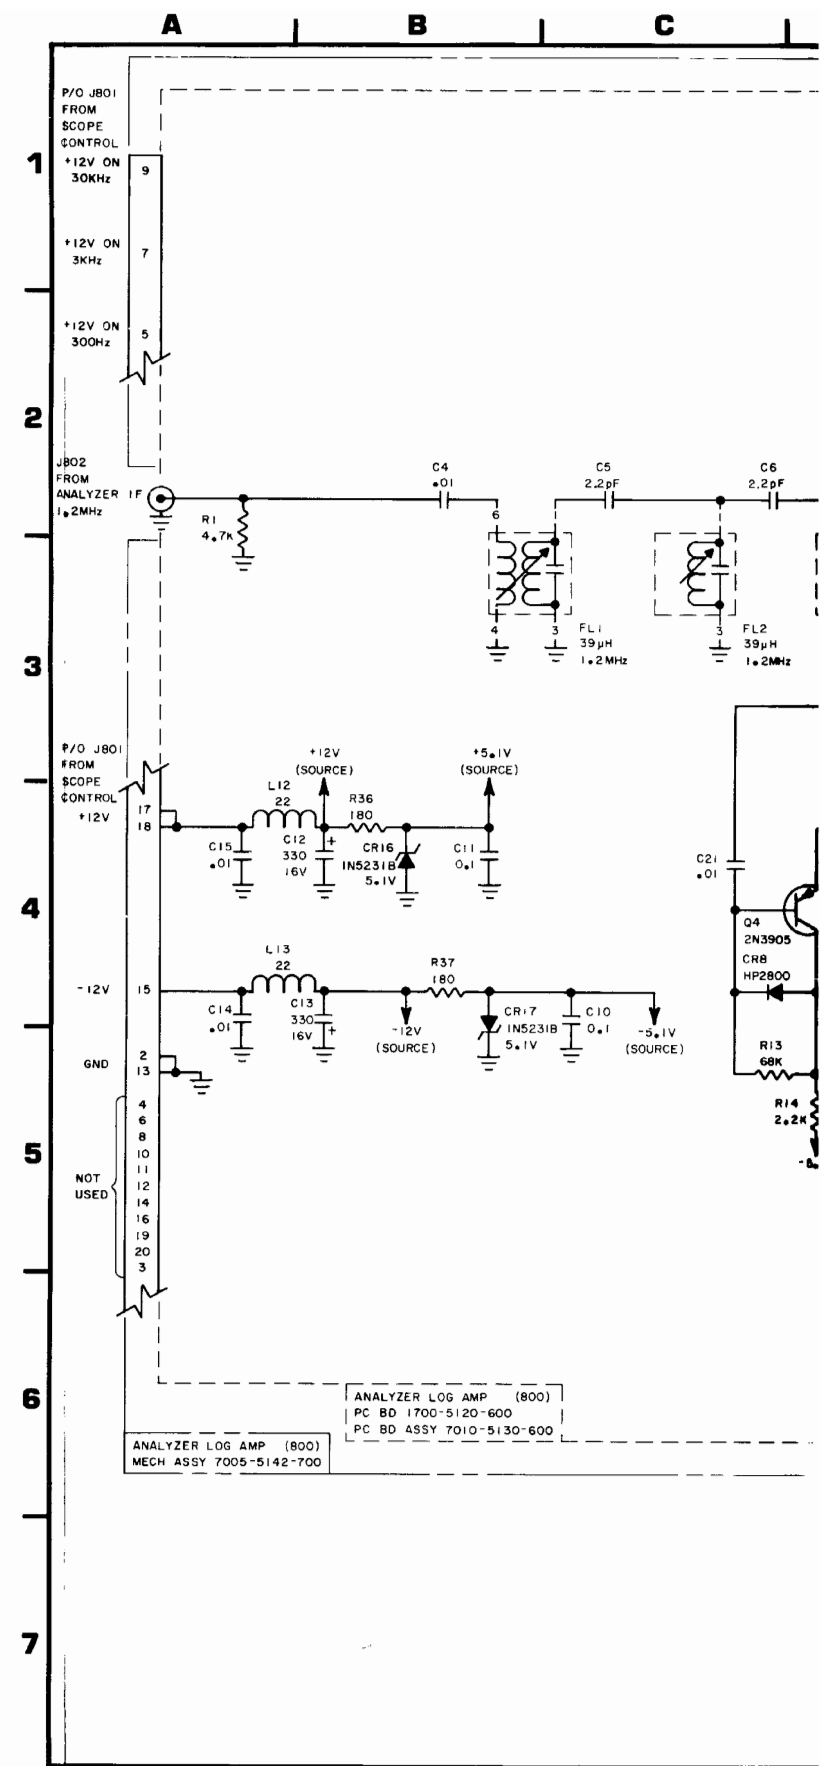 A B C
P/O J801
FROM
SCOPE
CONTROL
1
+12V ON
30KHz
9
+12V ON
3KHz
7
+12V ON
300Hz
5
2
J802
FROM
ANALYZER IF
1.2MHz
R1
4.7K
C4
.01
C5
2.2pF
C6
2.2pF
6
4
3
FL1
39µH
1.2MHz
3
FL2
39µH
1.2MHz
3
P/O J801
FROM
SCOPE
CONTROL
+12V
17
18
L12
22
+12V
(SOURCE)
R36
180
+5.1V
(SOURCE)
C15
.01
C12
330
16V
+
CR16
1N5231B
5.1V
C11
0.1
C21
.01
4
Q4
2N3905
CR8
HP2800
-12V
15
L13
22
R37
180
C14
.01
C13
330
16V
+
-12V
(SOURCE)
CR17
1N5231B
5.1V
C10
0.1
-5.1V
(SOURCE)
R13
68K
R14
2.2K
GND
2
13
5
NOT
USED
4
6
8
10
11
12
14
16
19
20
3
6
ANALYZER LOG AMP (800)
PC BD 1700-5120-600
PC BD ASSY 7010-5130-600
ANALYZER LOG AMP (800)
MECH ASSY 7005-5142-700
7